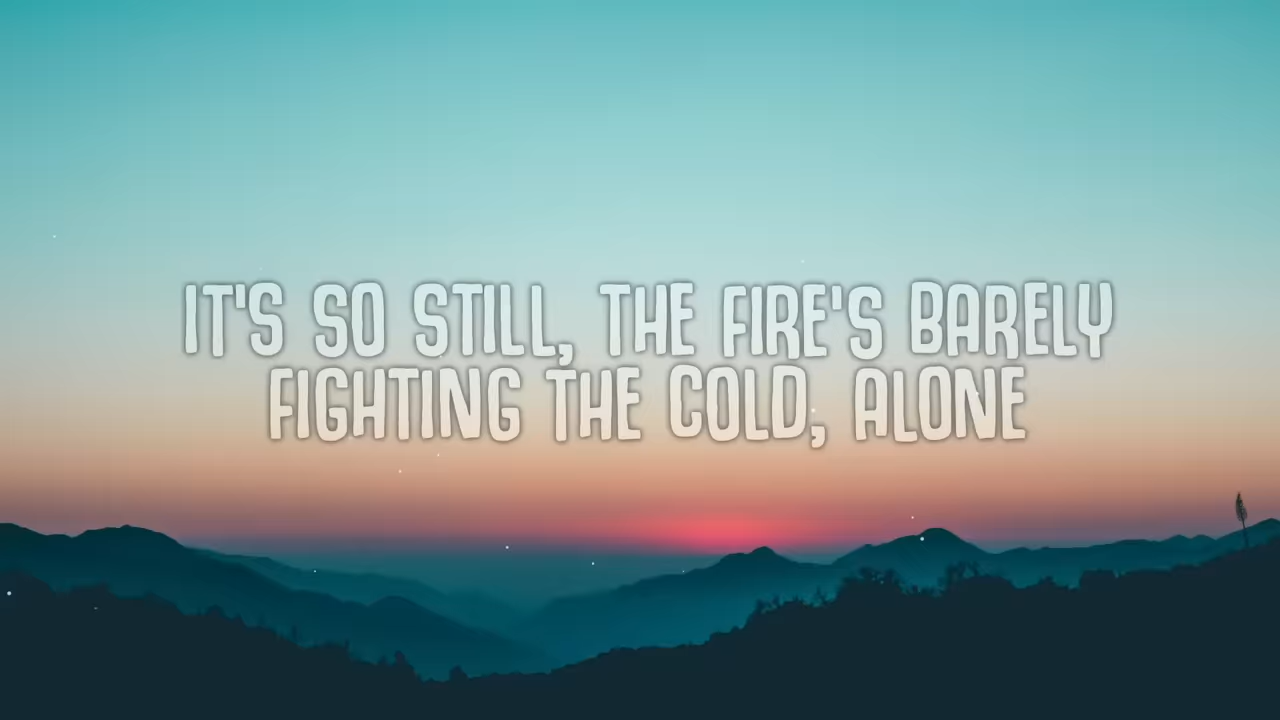 IT'S SO STILL, THE FIRE'S BARELY
FIGHTING THE COLD, ALONE